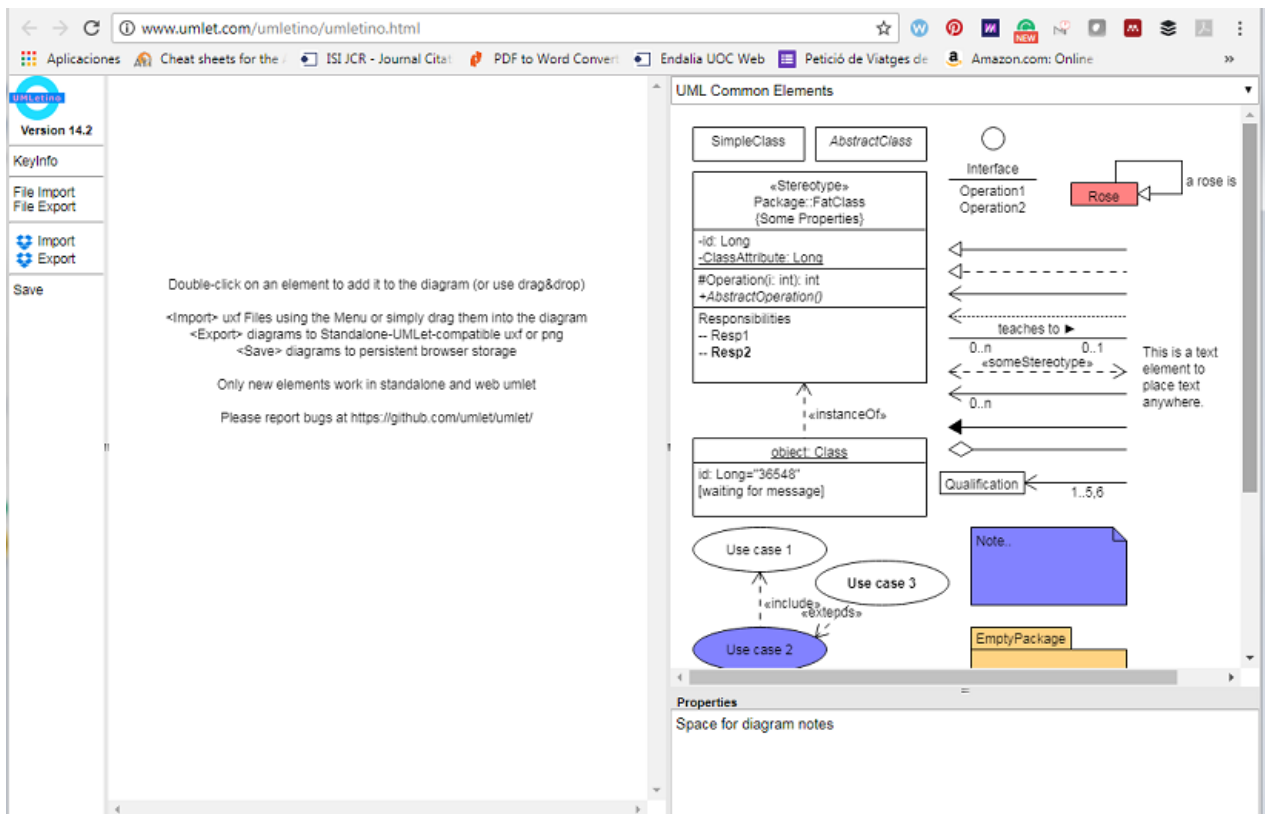 www.umlet.com/umletino/umletino.html
NEW
Aplicaciones
Cheat sheets for the
ISI JCR - Journal Citat
PDF to Word Convert
Endalia UOC Web
Petició de Viatges de
Amazon.com: Online
»
UMLetino
Version 14.2
KeyInfo
File Import
File Export
Import
Export
Save
Double-click on an element to add it to the diagram (or use drag&drop)
<Import> uxf Files using the Menu or simply drag them into the diagram
<Export> diagrams to Standalone-UMLet-compatible uxf or png
<Save> diagrams to persistent browser storage
Only new elements work in standalone and web umlet
Please report bugs at https://github.com/umlet/umlet/
UML Common Elements
SimpleClass
AbstractClass
Interface
Operation1
Operation2
Rose
a rose is
«Stereotype»
Package::FatClass
{Some Properties}
-id: Long
-ClassAttribute: Long
#Operation(i: int): int
+AbstractOperation()
Responsibilities
-- Resp1
-- Resp2
teaches to ►
0..n 0..1
«someStereotype»
0..n
This is a text
element to
place text
anywhere.
«instanceOf»
object: Class
id: Long="36548"
[waiting for message]
Qualification
1..5,6
Use case 1
Use case 3
«include»
«extends»
Use case 2
Note..
EmptyPackage
Properties
Space for diagram notes